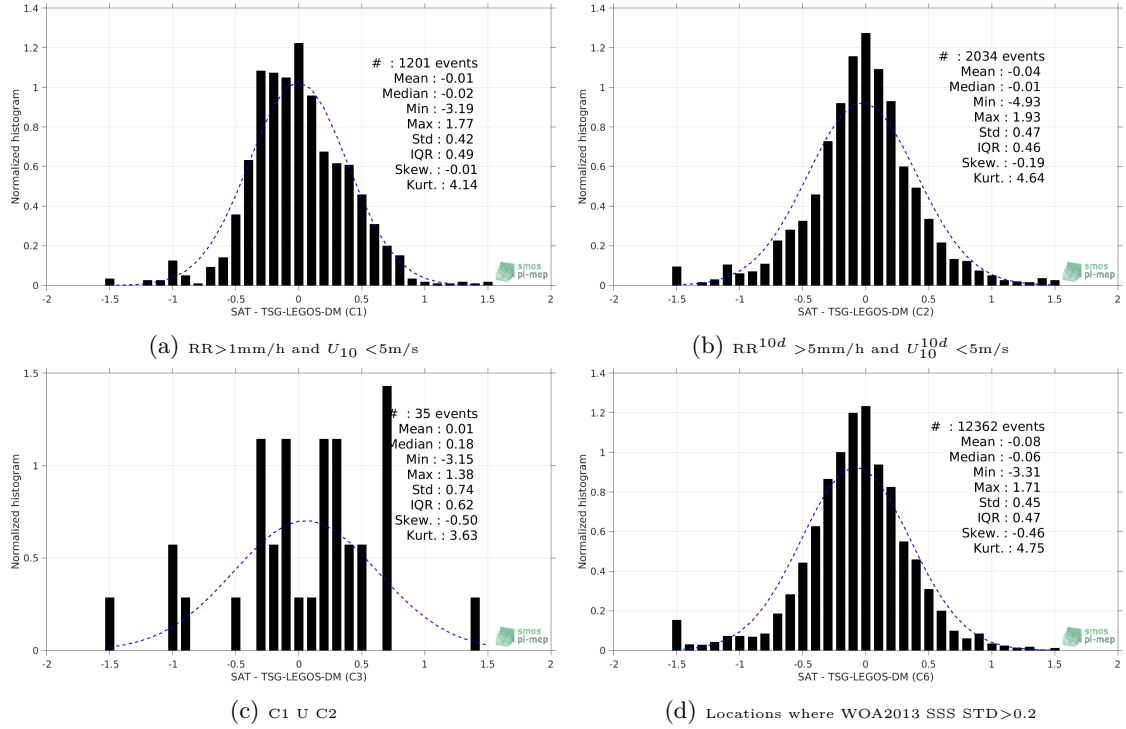 1.4
1.2
1
0.8
0.6
0.4
0.2
0
-2
-1.5
-1
-0.5
0
0.5
1
1.5
2
Normalized histogram
SAT - TSG-LEGOS-DM (C1)
# : 1201 events
Mean : -0.01
Median : -0.02
Min : -3.19
Max : 1.77
Std : 0.42
IQR : 0.49
Skew. : -0.01
Kurt. : 4.14
smos
pi-mep
(a) RR>1mm/h and U10 <5m/s
1.4
1.2
1
0.8
0.6
0.4
0.2
0
-2
-1.5
-1
-0.5
0
0.5
1
1.5
2
Normalized histogram
SAT - TSG-LEGOS-DM (C2)
# : 2034 events
Mean : -0.04
Median : -0.01
Min : -4.93
Max : 1.93
Std : 0.47
IQR : 0.46
Skew. : -0.19
Kurt. : 4.64
smos
pi-mep
(b) RR10d >5mm/h and U10 10d <5m/s
1.5
1
0.5
0
-2
-1.5
-1
-0.5
0
0.5
1
1.5
2
Normalized histogram
SAT - TSG-LEGOS-DM (C3)
# : 35 events
Mean : 0.01
Median : 0.18
Min : -3.15
Max : 1.38
Std : 0.74
IQR : 0.62
Skew. : -0.50
Kurt. : 3.63
smos
pi-mep
(c) C1 U C2
1.4
1.2
1
0.8
0.6
0.4
0.2
0
-2
-1.5
-1
-0.5
0
0.5
1
1.5
2
Normalized histogram
SAT - TSG-LEGOS-DM (C6)
# : 12362 events
Mean : -0.08
Median : -0.06
Min : -3.31
Max : 1.71
Std : 0.45
IQR : 0.47
Skew. : -0.46
Kurt. : 4.75
smos
pi-mep
(d) Locations where WOA2013 SSS STD>0.2